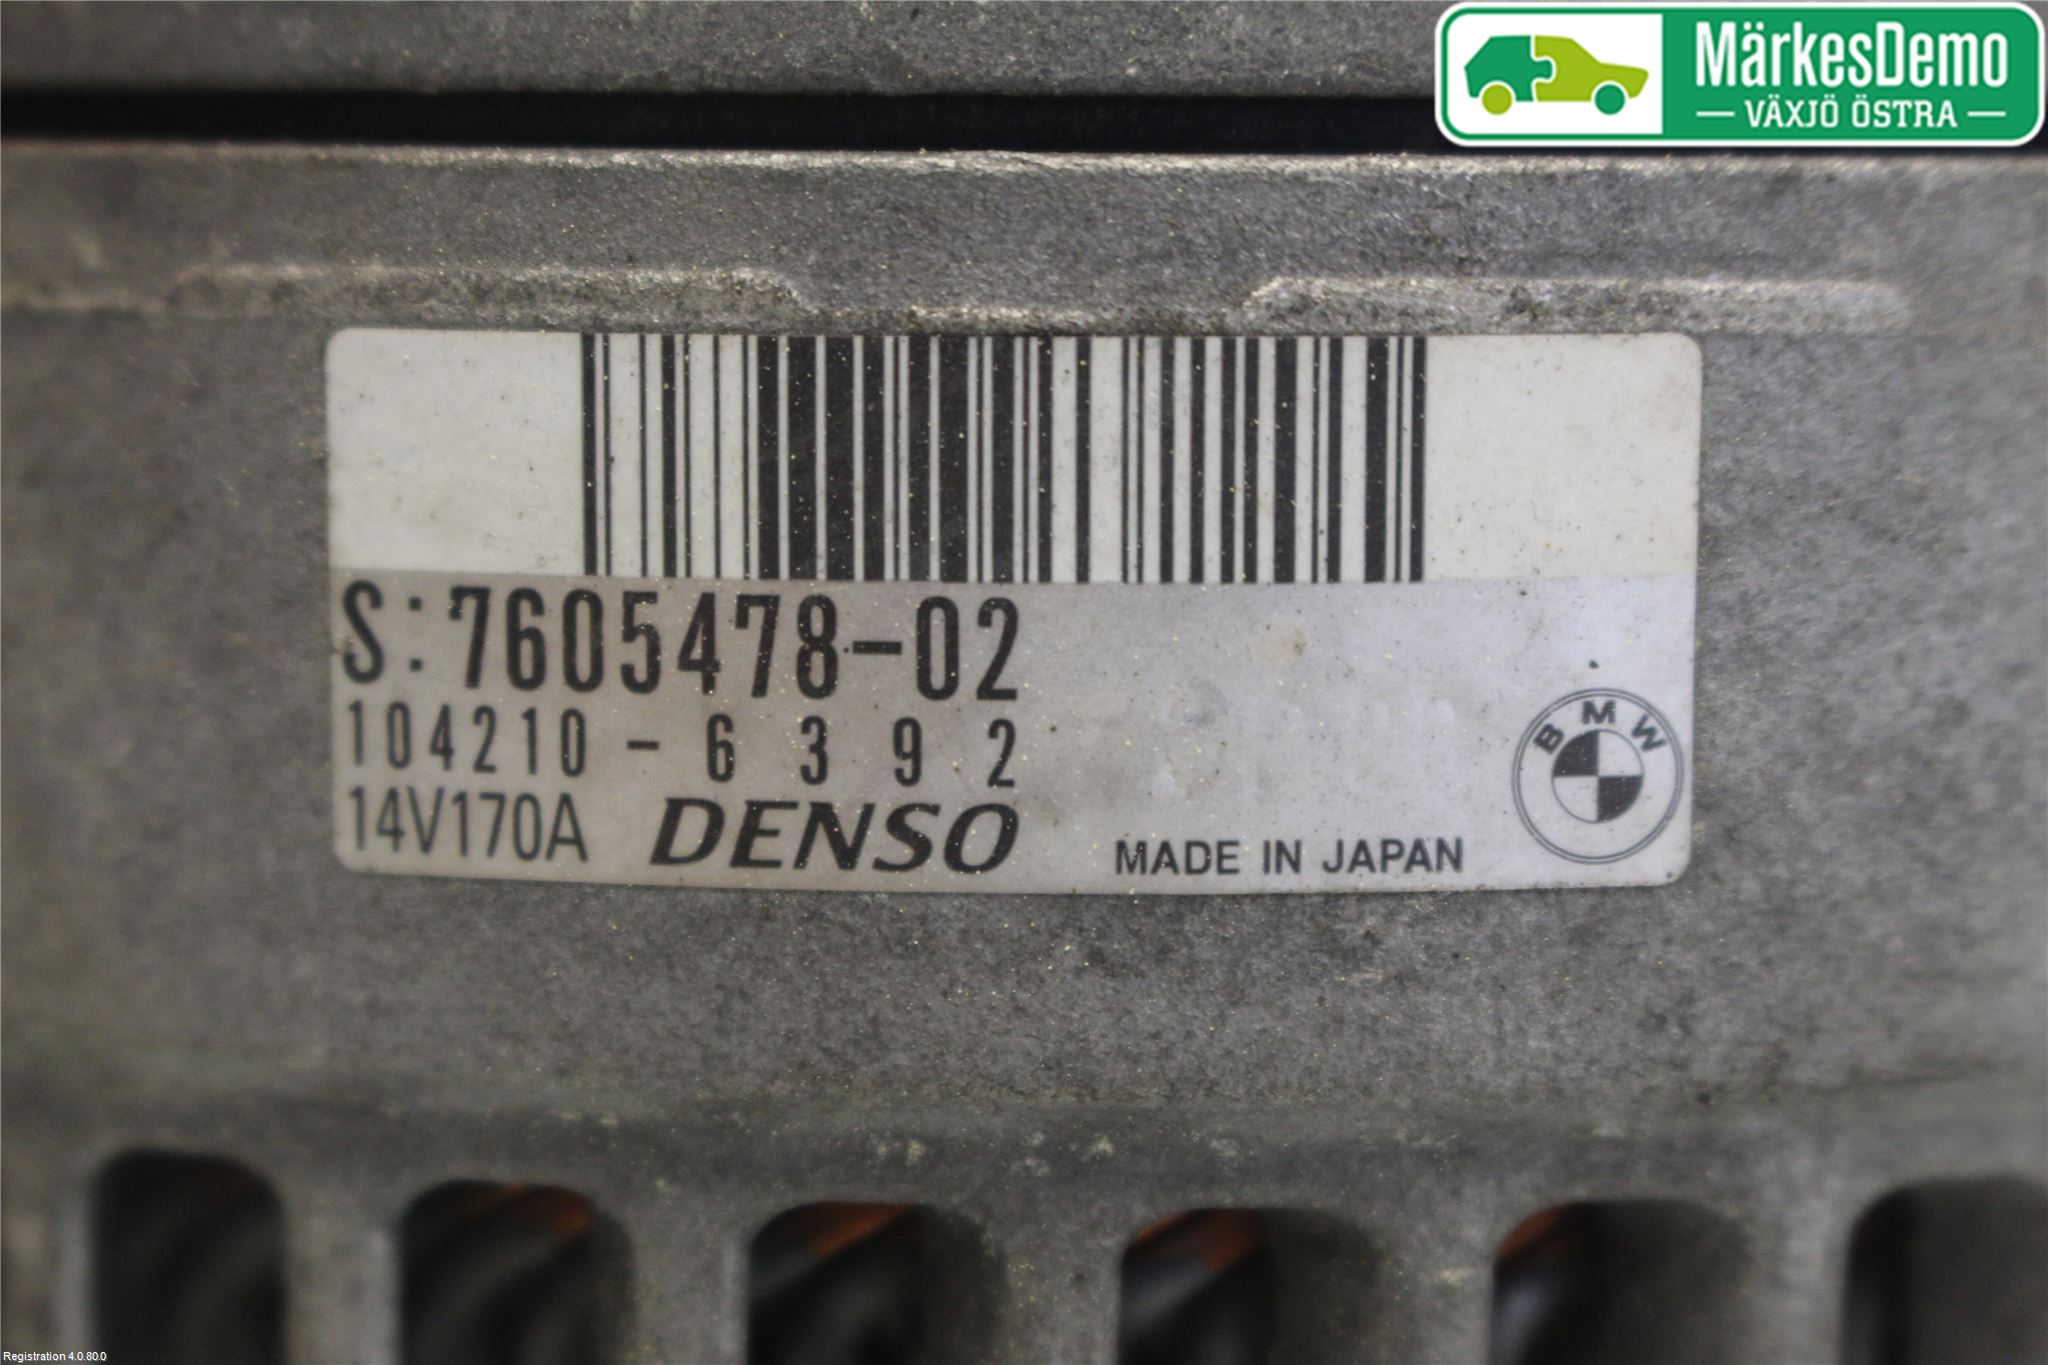 MärkesDemo
— VÄXJÖ ÖSTRA —
S:7605478-02
104210-6392
14V170A DENSO MADE IN JAPAN
BMW
Registration 4.0.80.0